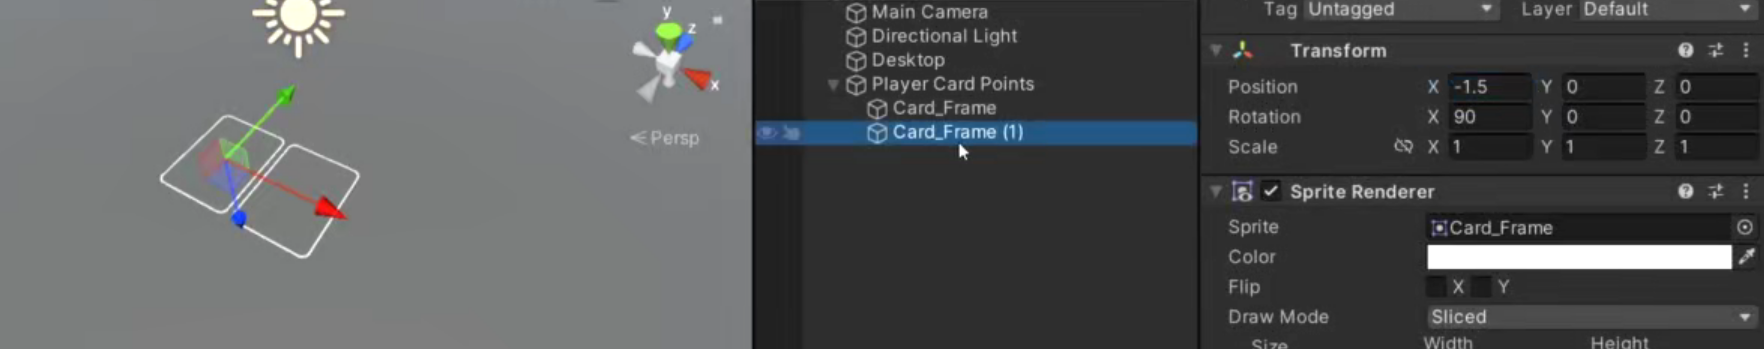 y
z
x
Persp
Main Camera
Directional Light
Desktop
Player Card Points
Card_Frame
Card_Frame (1)
Tag Untagged Layer Default
Transform
Position X -1.5 Y 0 Z 0
Rotation X 90 Y 0 Z 0
Scale X 1 Y 1 Z 1
Sprite Renderer
Sprite Card_Frame
Color
Flip X Y
Draw Mode Sliced
Size Width Height